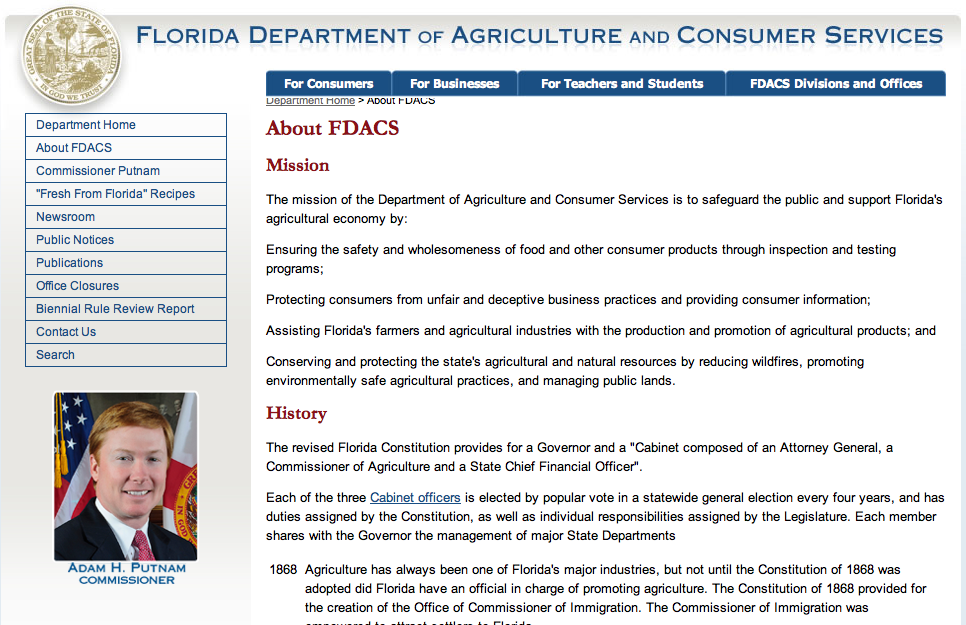 FLORIDA DEPARTMENT OF AGRICULTURE AND CONSUMER SERVICES
GREAT SEAL OF THE STATE OF FLORIDA
IN GOD WE TRUST
For Consumers For Businesses For Teachers and Students FDACS Divisions and Offices
Department Home > About FDACS
Department Home
About FDACS
Commissioner Putnam
"Fresh From Florida" Recipes
Newsroom
Public Notices
Publications
Office Closures
Biennial Rule Review Report
Contact Us
Search
ADAM H. PUTNAM
COMMISSIONER
About FDACS
Mission
The mission of the Department of Agriculture and Consumer Services is to safeguard the public and support Florida's
agricultural economy by:
Ensuring the safety and wholesomeness of food and other consumer products through inspection and testing
programs;
Protecting consumers from unfair and deceptive business practices and providing consumer information;
Assisting Florida's farmers and agricultural industries with the production and promotion of agricultural products; and
Conserving and protecting the state's agricultural and natural resources by reducing wildfires, promoting
environmentally safe agricultural practices, and managing public lands.
History
The revised Florida Constitution provides for a Governor and a "Cabinet composed of an Attorney General, a
Commissioner of Agriculture and a State Chief Financial Officer".
Each of the three Cabinet officers is elected by popular vote in a statewide general election every four years, and has
duties assigned by the Constitution, as well as individual responsibilities assigned by the Legislature. Each member
shares with the Governor the management of major State Departments
1868 Agriculture has always been one of Florida's major industries, but not until the Constitution of 1868 was
adopted did Florida have an official in charge of promoting agriculture. The Constitution of 1868 provided for
the creation of the Office of Commissioner of Immigration. The Commissioner of Immigration was
empowered to attract settlers to Florida.